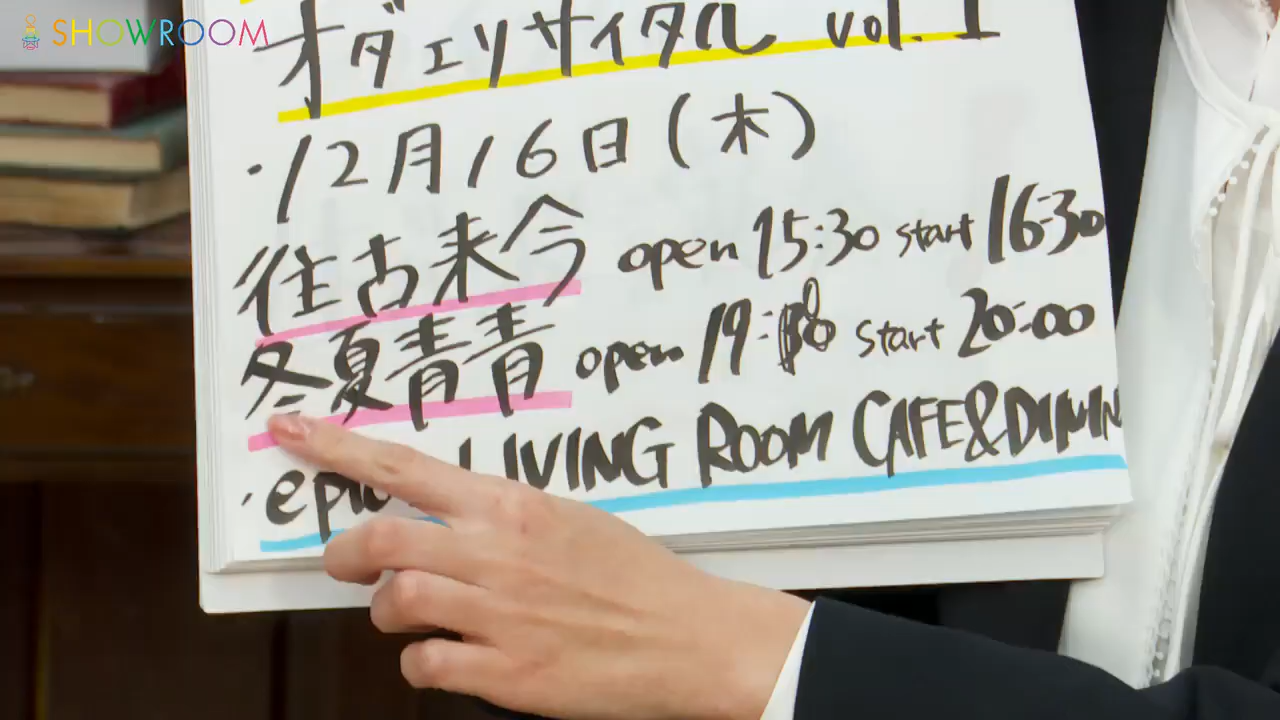 SHOWROOM
オダエリサイタル vol. 1
・12月16日(木)
往古来今 open 15:30 start 16:30
冬夏青青 open 19: start 20:00
・ LIVING ROOM CAFE&DININ